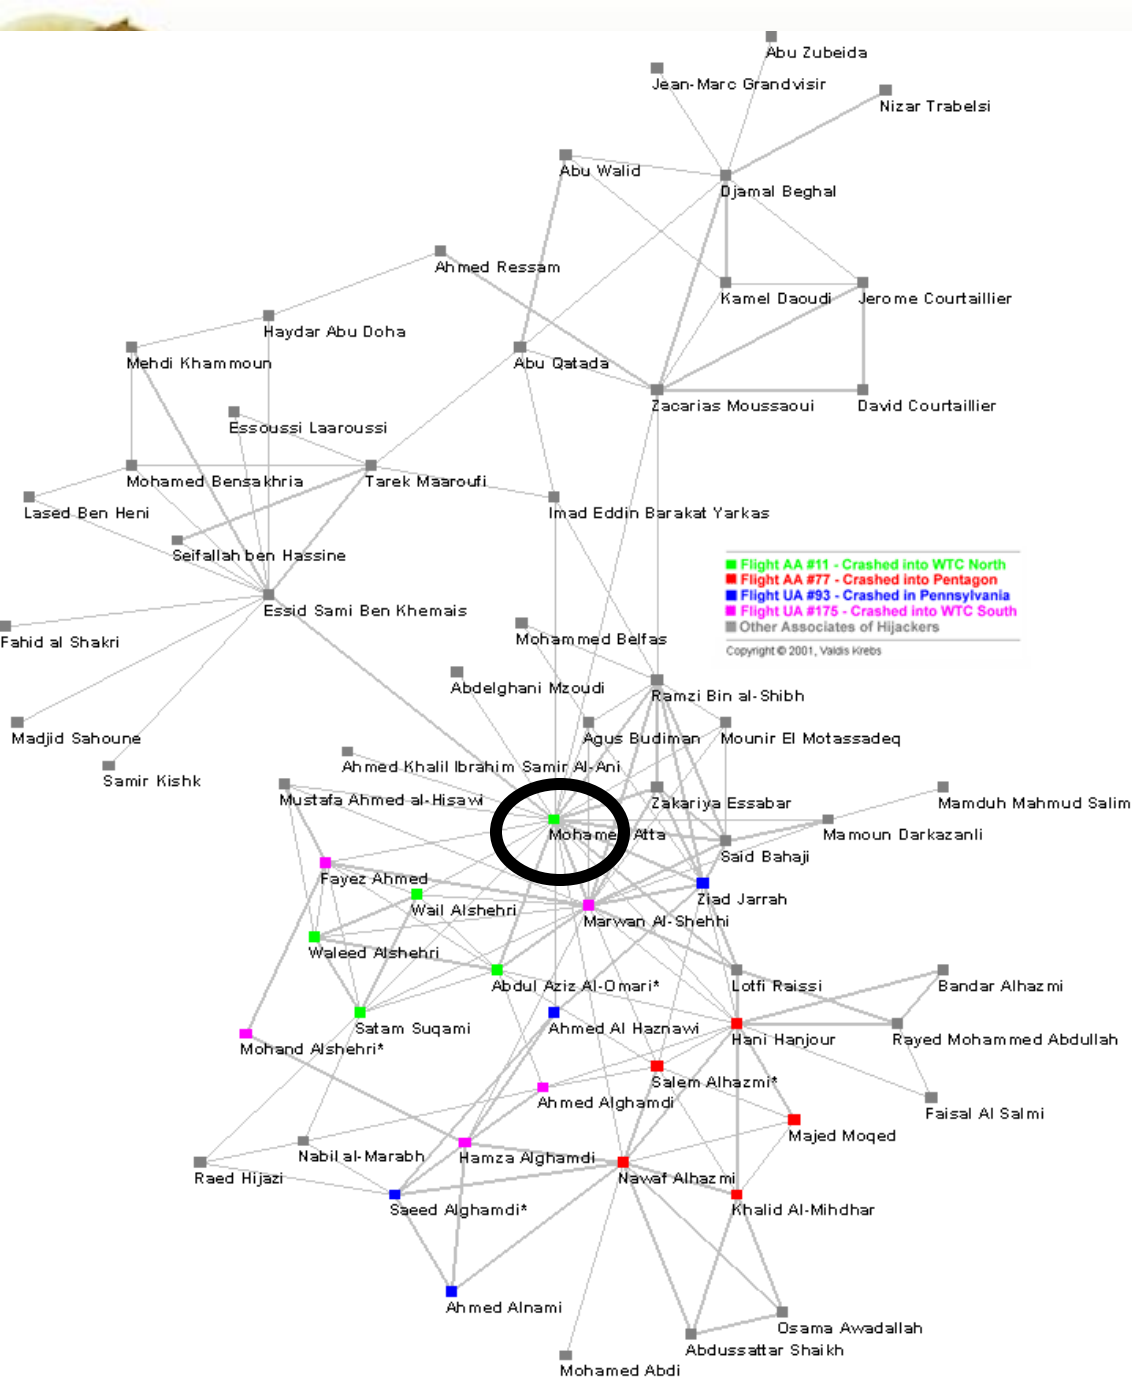 Abu Zubeida
Jean-Marc Grandvisir
Nizar Trabelsi
Abu Walid
Djamal Beghal
Ahmed Ressam
Kamel Daoudi
Jerome Courtaillier
Haydar Abu Doha
Mehdi Khammoun
Abu Qatada
Zacarias Moussaoui
David Courtaillier
Essoussi Laaroussi
Mohamed Bensakhria
Tarek Maaroufi
Lased Ben Heni
Imad Eddin Barakat Yarkas
Seifallah ben Hassine
Flight AA #11 - Crashed into WTC North
Flight AA #77 - Crashed into Pentagon
Flight UA #93 - Crashed in Pennsylvania
Flight UA #175 - Crashed into WTC South
Other Associates of Hijackers
Copyright © 2001, Valdis Krebs
Essid Sami Ben Khemais
Fahid al Shakri
Mohammed Belfas
Abdelghani Mzoudi
Ramzi Bin al-Shibh
Madjid Sahoune
Agus Budiman
Mounir El Motassadeq
Samir Kishk
Ahmed Khalil Ibrahim Samir Al-Ani
Mustafa Ahmed al-Hisawi
Zakariya Essabar
Mamduh Mahmud Salim
Mohamed Atta
Mamoun Darkazanli
Said Bahaji
Fayez Ahmed
Ziad Jarrah
Wail Alshehri
Marwan Al-Shehhi
Waleed Alshehri
Abdul Aziz Al-Omari*
Lotfi Raissi
Bandar Alhazmi
Satam Suqami
Ahmed Al Haznawi
Hani Hanjour
Rayed Mohammed Abdullah
Mohand Alshehri*
Salem Alhazmi*
Ahmed Alghamdi
Faisal Al Salmi
Majed Moqed
Nabil al-Marabh
Hamza Alghamdi
Raed Hijazi
Nawaf Alhazmi
Saeed Alghamdi*
Khalid Al-Mihdhar
Ahmed Alnami
Osama Awadallah
Abdussattar Shaikh
Mohamed Abdi